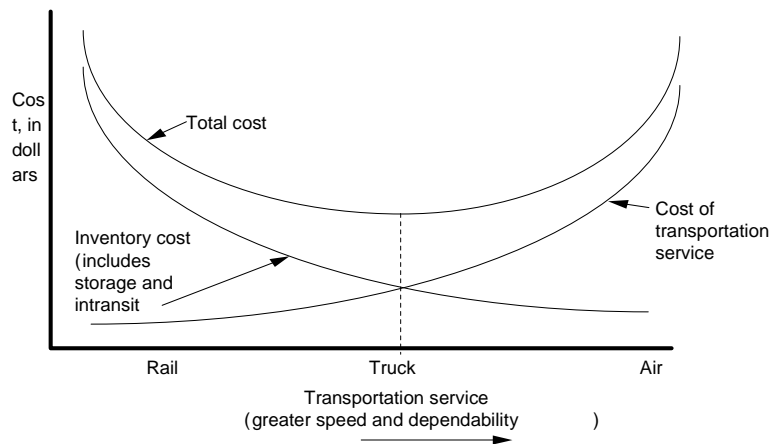 Cos
t, in
doll
ars
Total cost
Cost of
transportation
service
Inventory cost
(includes
storage and
intransit
Rail
Truck
Air
Transportation service
(greater speed and dependability )